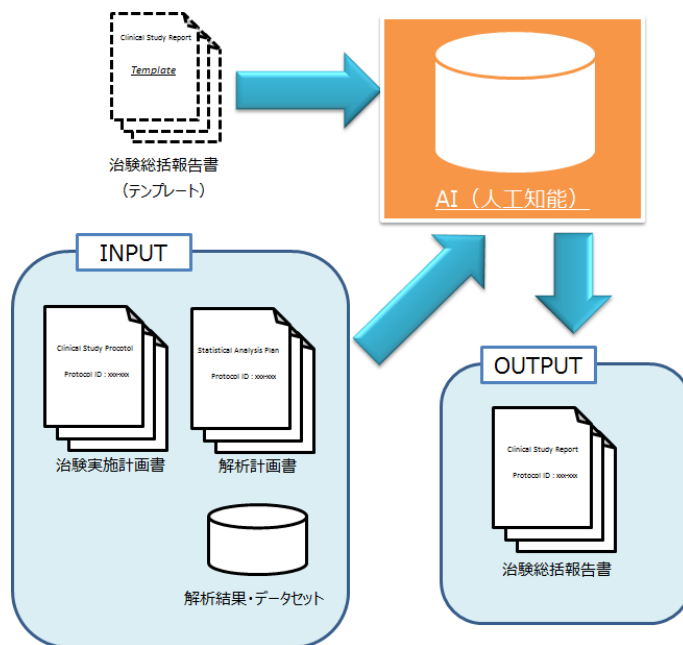 Clinical Study Report
Template
治験総括報告書
（テンプレート）
AI（人工知能）
INPUT
Clinical Study Procotol
Protocol ID : xxx-xxx
治験実施計画書
Statistical Analysis Plan
Protocol ID : xxx-xxx
解析計画書
解析結果・データセット
OUTPUT
Clinical Study Report
Protocol ID : xxx-xxx
治験総括報告書